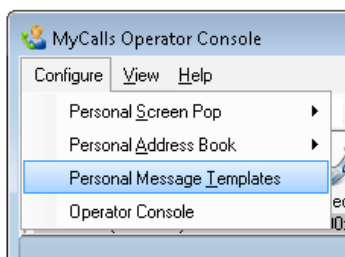 MyCalls Operator Console
Configure View Help
Personal Screen Pop
Personal Address Book
Personal Message Templates
Operator Console